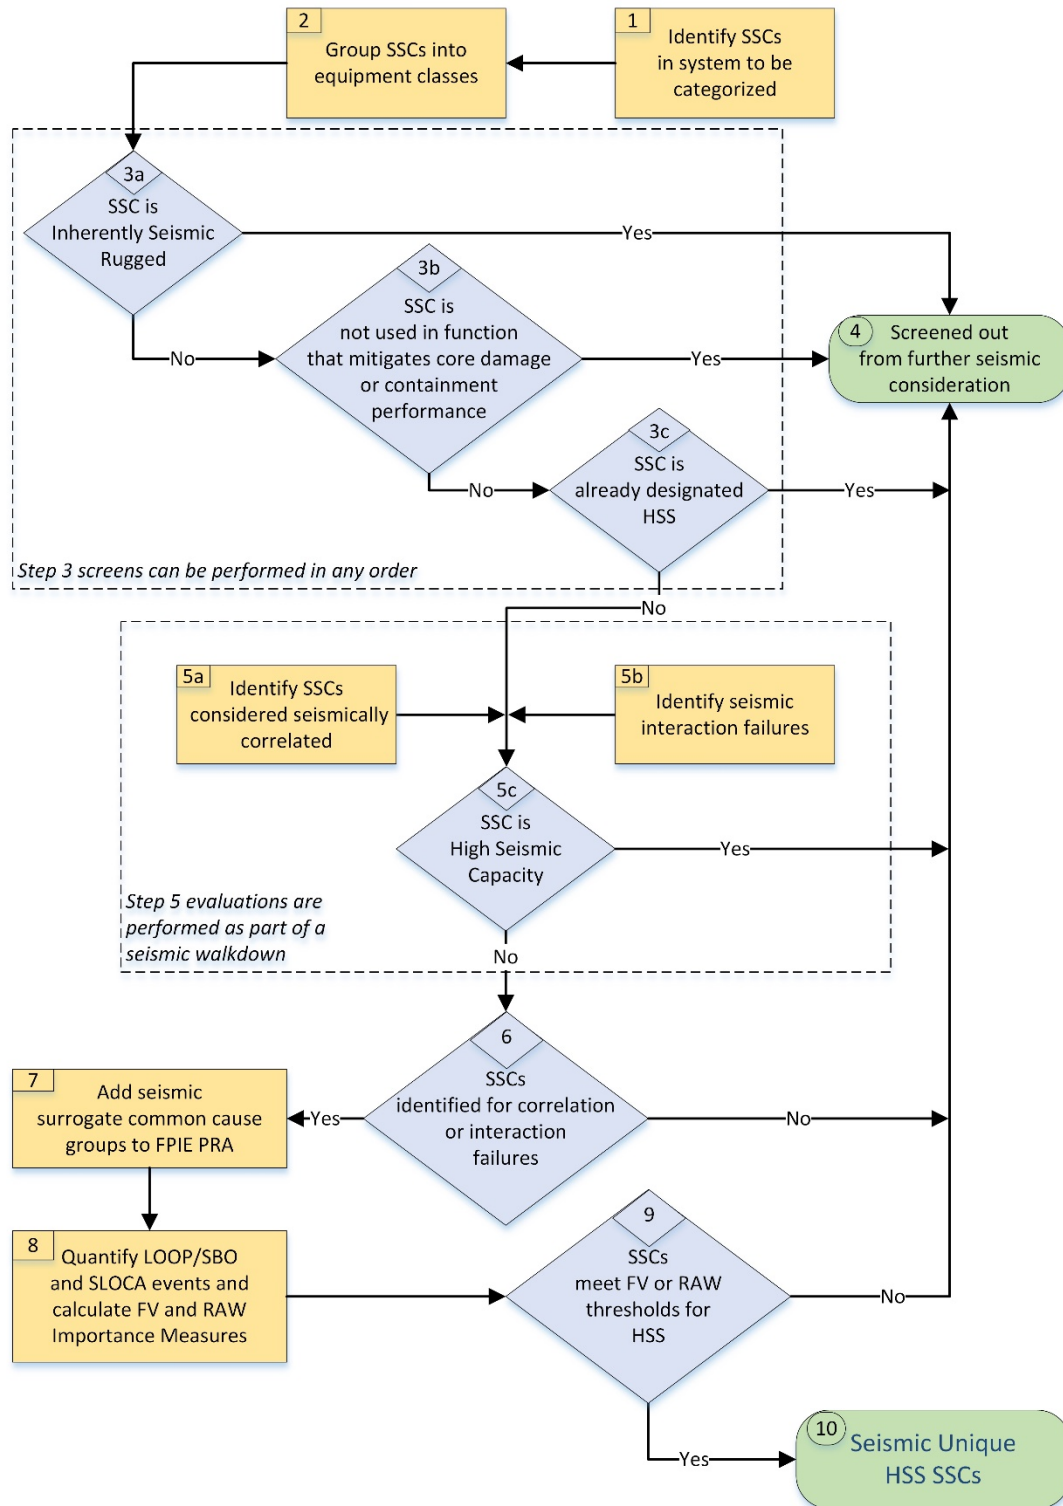 1
Identify SSCs
in system to be
categorized
2
Group SSCs into
equipment classes
3a
SSC is
Inherently Seismic
Rugged
Yes
No
3b
SSC is
not used in function
that mitigates core damage
or containment
performance
Yes
No
4
Screened out
from further seismic
consideration
3c
SSC is
already designated
HSS
Yes
No
Step 3 screens can be performed in any order
5a
Identify SSCs
considered seismically
correlated
5b
Identify seismic
interaction failures
5c
SSC is
High Seismic
Capacity
Yes
No
Step 5 evaluations are
performed as part of a
seismic walkdown
6
SSCs
identified for correlation
or interaction
failures
Yes
No
7
Add seismic
surrogate common cause
groups to FPIE PRA
8
Quantify LOOP/SBO
and SLOCA events and
calculate FV and RAW
Importance Measures
9
SSCs
meet FV or RAW
thresholds for
HSS
No
Yes
10
Seismic Unique
HSS SSCs